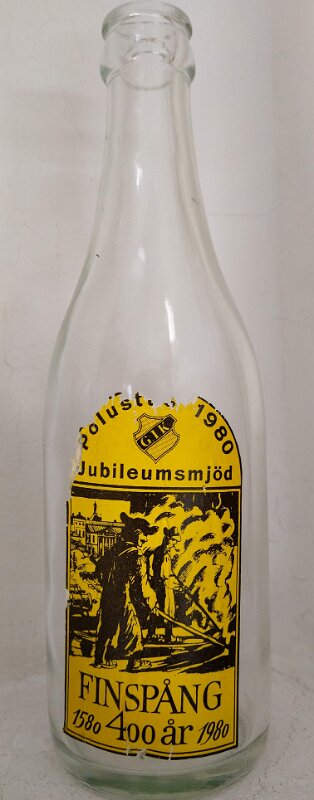 1980
GIK
Jubileumsmjöd
FINSPÅNG
1580 400 år 1980